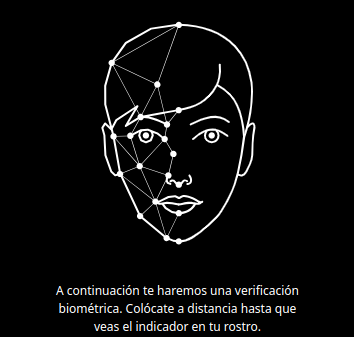 A continuación te haremos una verificación
biométrica. Colócate a distancia hasta que
veas el indicador en tu rostro.